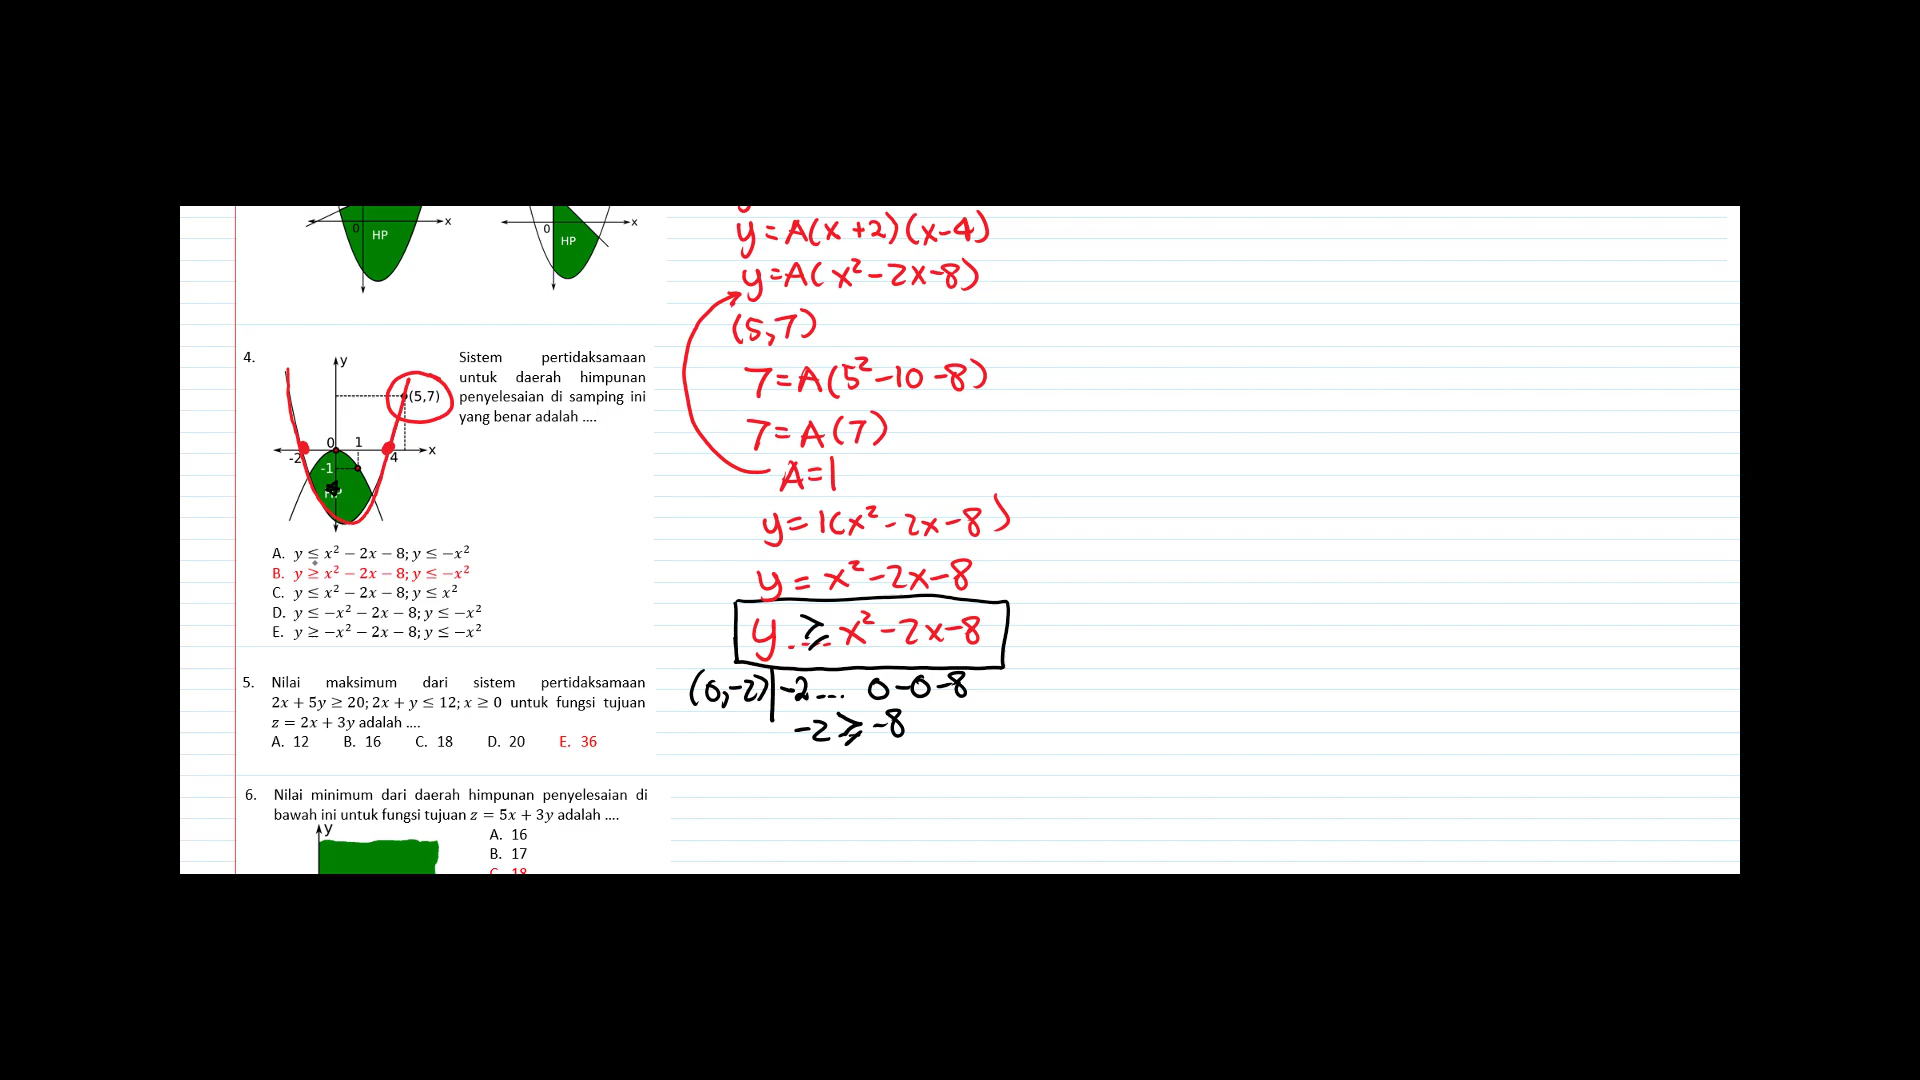 x
0
HP
x
0
HP
4.
y
(5,7)
0
1
x
-2
4
-1
Sistem pertidaksamaan
untuk daerah himpunan
penyelesaian di samping ini
yang benar adalah ....
A. y ≤ x² − 2x − 8; y ≤ −x²
B. y ≥ x² − 2x − 8; y ≤ −x²
C. y ≤ x² − 2x − 8; y ≤ x²
D. y ≤ −x² − 2x − 8; y ≤ −x²
E. y ≥ −x² − 2x − 8; y ≤ −x²
5. Nilai maksimum dari sistem pertidaksamaan
2x + 5y ≥ 20; 2x + y ≤ 12; x ≥ 0 untuk fungsi tujuan
z = 2x + 3y adalah ....
A. 12 B. 16 C. 18 D. 20 E. 36
6. Nilai minimum dari daerah himpunan penyelesaian di
bawah ini untuk fungsi tujuan z = 5x + 3y adalah ....
y
A. 16
B. 17
C. 18
y = A(x+2)(x-4)
y = A(x²-2x-8)
(5,7)
7 = A(5²-10-8)
7 = A(7)
A = 1
y = 1(x²-2x-8)
y = x²-2x-8
y ... ≥ x²-2x-8
(0,-2) | -2 ... 0-0-8
-2 ≥ -8